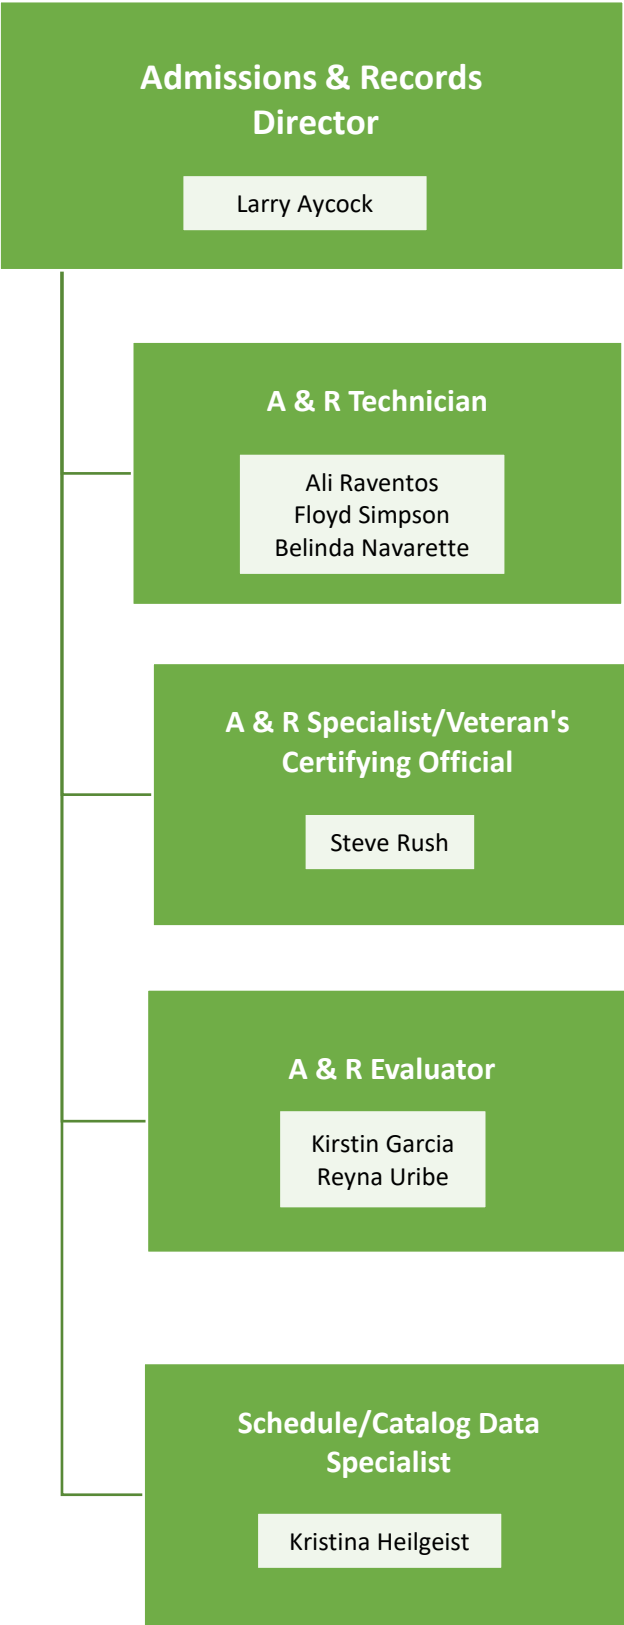 Admissions & Records
Director
Larry Aycock
A & R Technician
Ali Raventos
Floyd Simpson
Belinda Navarette
A & R Specialist/Veteran's
Certifying Official
Steve Rush
A & R Evaluator
Kirstin Garcia
Reyna Uribe
Schedule/Catalog Data
Specialist
Kristina Heilgeist